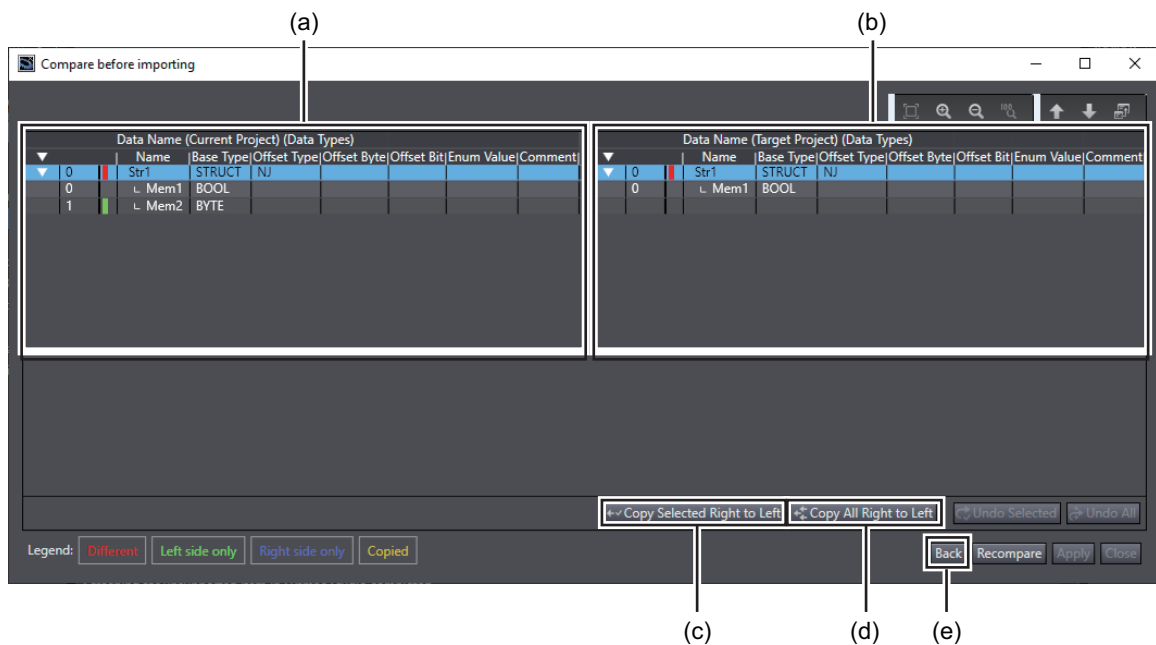 (a) (b)
Compare before importing
100
Data Name (Current Project) (Data Types) Data Name (Target Project) (Data Types)
Name Base Type Offset Type Offset Byte Offset Bit Enum Value Comment Name Base Type Offset Type Offset Byte Offset Bit Enum Value Comment
0 Str1 STRUCT NJ 0 Str1 STRUCT NJ
0 Mem1 BOOL 0 Mem1 BOOL
1 Mem2 BYTE
Copy Selected Right to Left Copy All Right to Left Undo Selected Undo All
Legend: Different Left side only Right side only Copied Back Recompare Apply Close
(c) (d) (e)